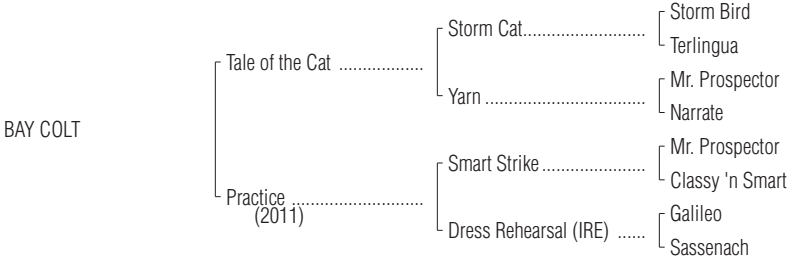 Storm Bird
Storm Cat.........................
Terlingua
Tale of the Cat .................
Mr. Prospector
Yarn .................................
Narrate
BAY COLT
Mr. Prospector
Smart Strike.....................
Classy 'n Smart
Practice ...........................
(2011)
Galileo
Dress Rehearsal (IRE) ......
Sassenach